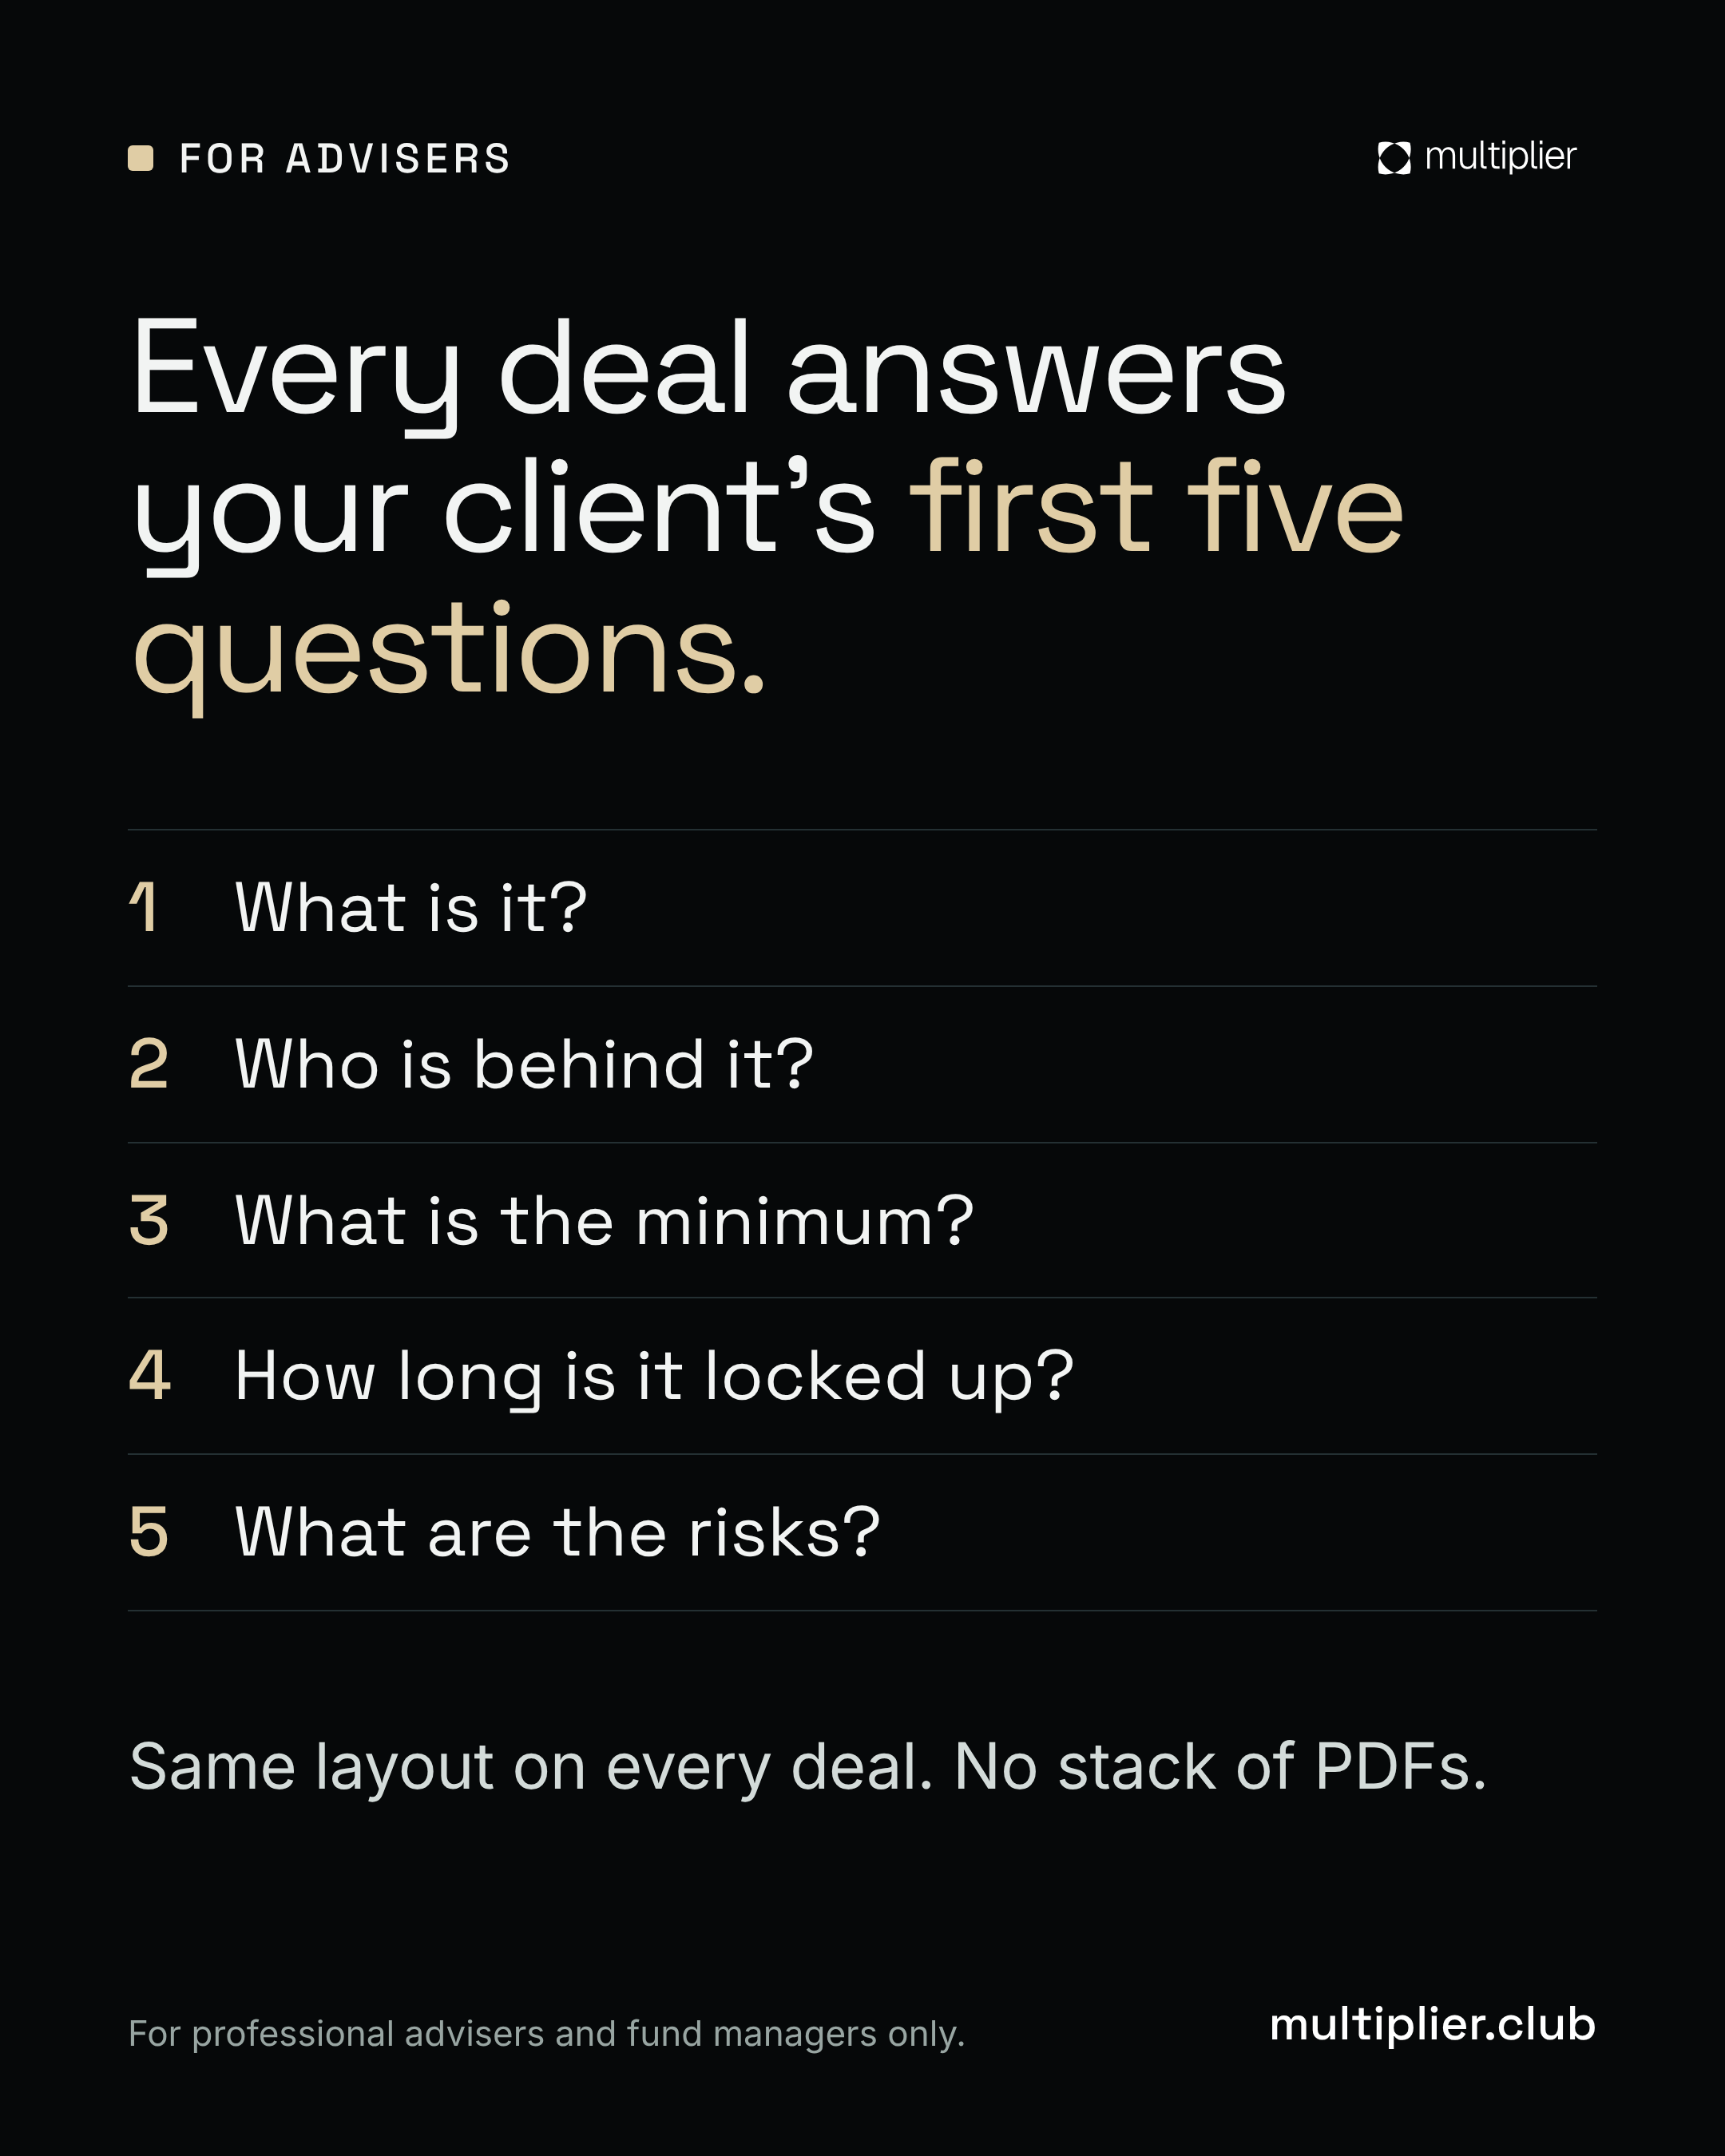 FOR ADVISERS
multiplier
Every deal answers
your client’s first five
questions.
1 What is it?
2 Who is behind it?
3 What is the minimum?
4 How long is it locked up?
5 What are the risks?
Same layout on every deal. No stack of PDFs.
For professional advisers and fund managers only.
multiplier.club